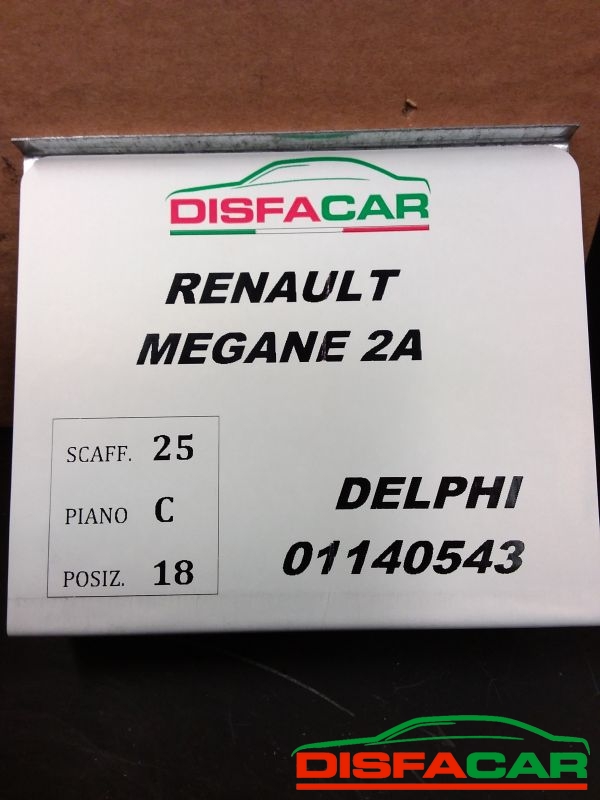 DISFACAR
RENAULT
MEGANE 2A
SCAFF. 25
PIANO C
POSIZ. 18
DELPHI
01140543
DISFACAR